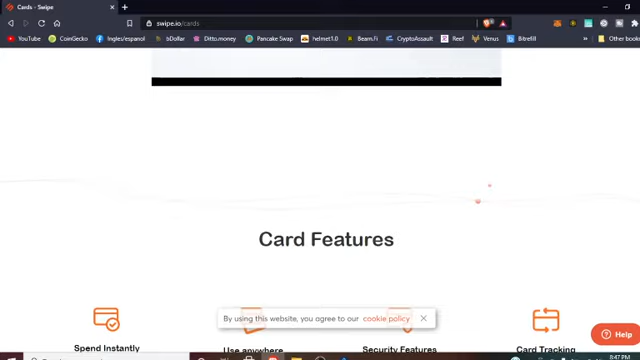 Cards - Swipe
swipe.io/cards
YouTube CoinGecko Ingles/espanol bDollar Ditto.money Pancake Swap helmet1.0 Beam.fi CryptoAssault Reef Venus Bitrefill Other book
Card Features
By using this website, you agree to our cookie policy
Help
Spend Instantly
Use anywhere
Security Features
Card Tracking
8:47 PM